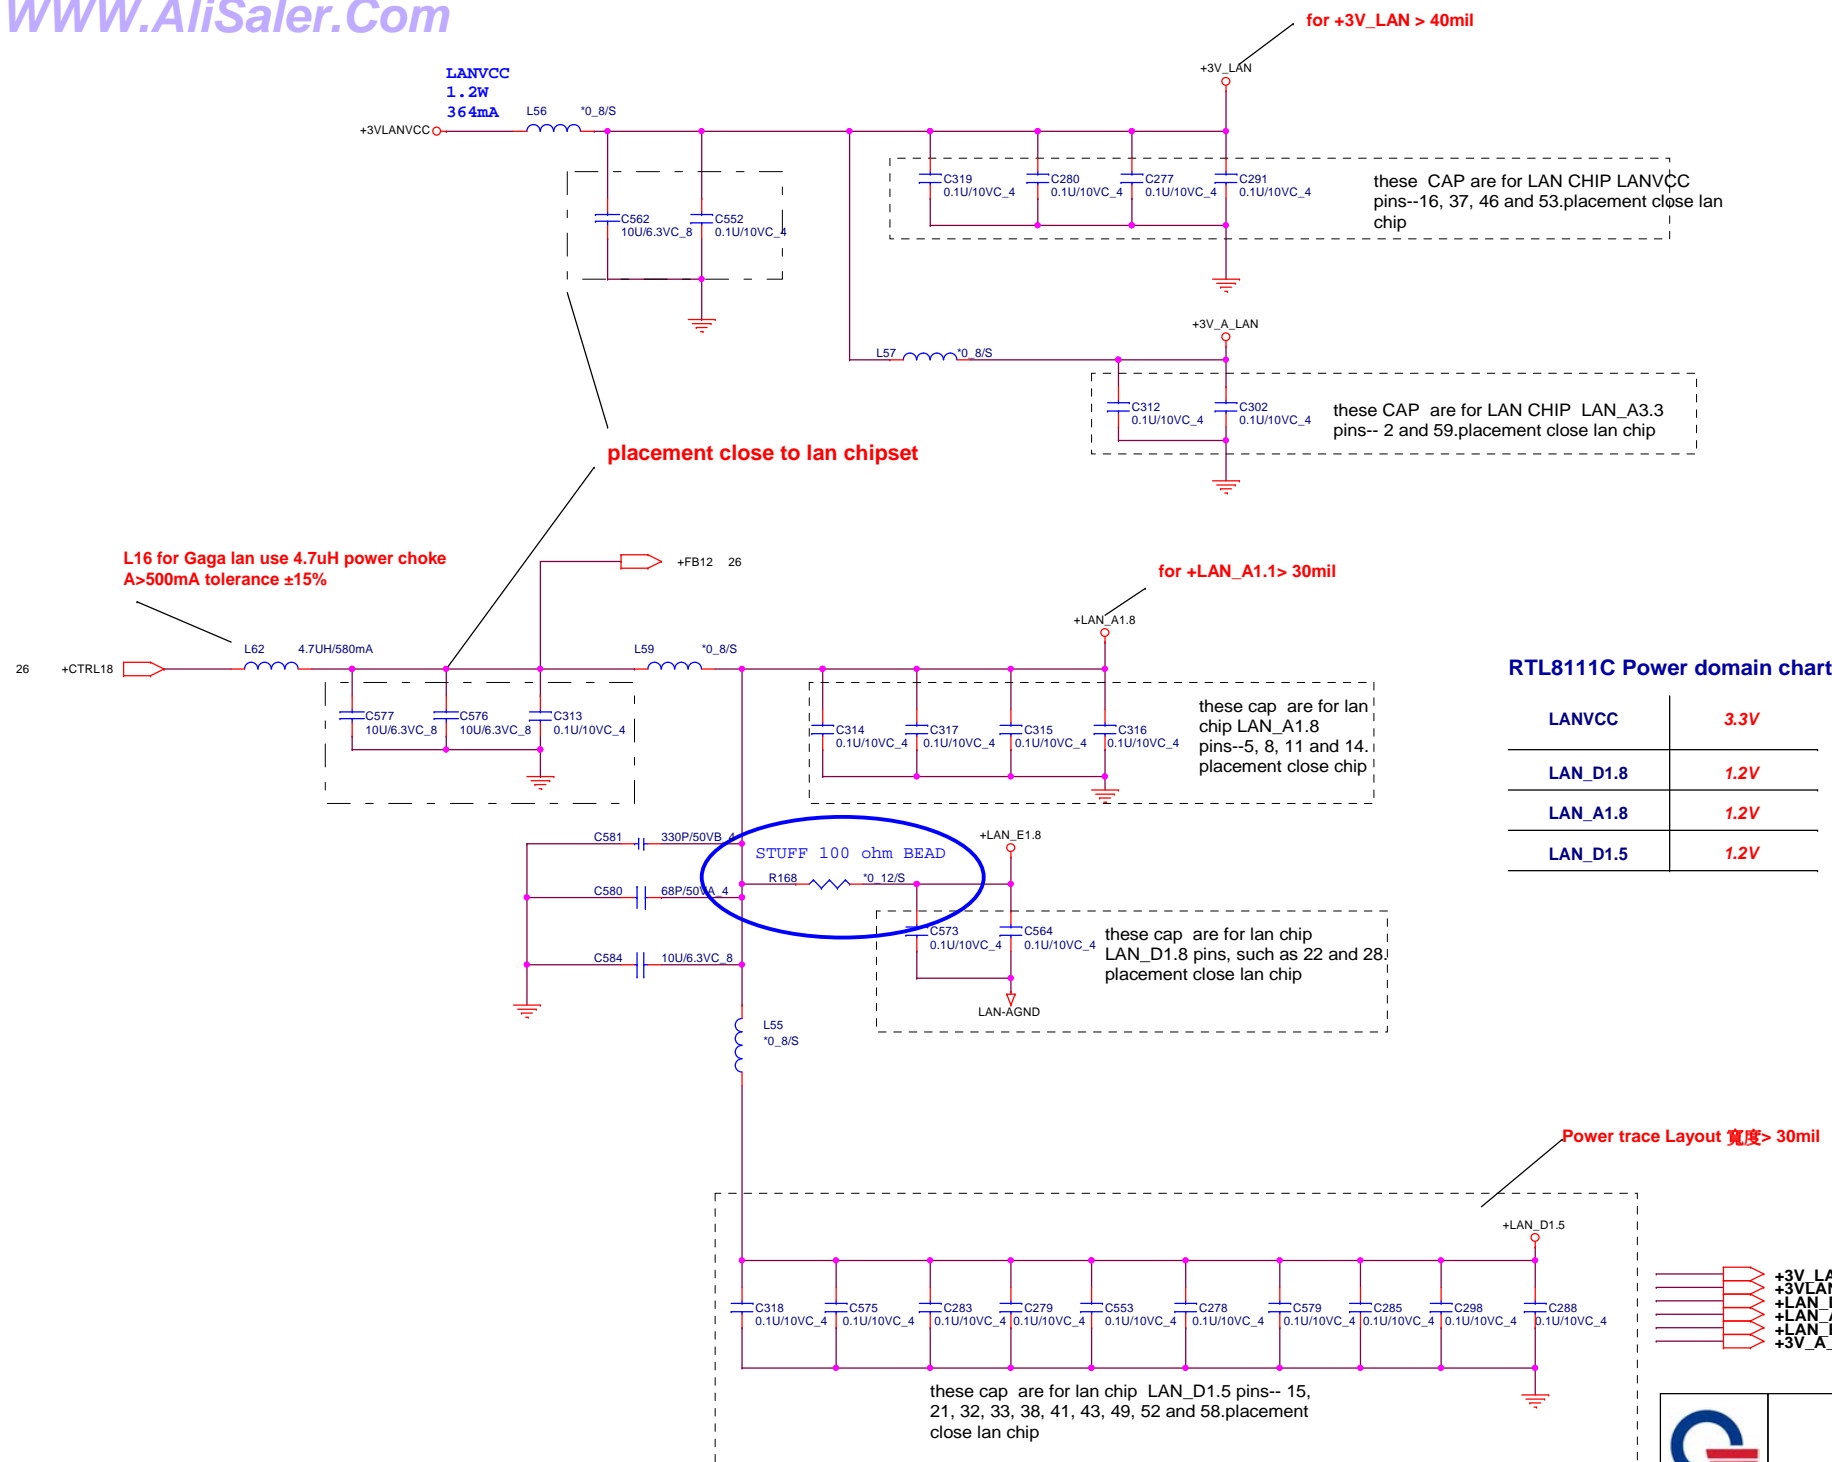 WWW.AliSaler.Com
for +3V_LAN > 40mil
+3V_LAN
LANVCC
1.2W
364mA
L56 *0_8/S
+3VLANVCC
C319
0.1U/10VC_4
C280
0.1U/10VC_4
C277
0.1U/10VC_4
C291
0.1U/10VC_4
these CAP are for LAN CHIP LANVCC
pins--16, 37, 46 and 53.placement close lan
chip
C562
10U/6.3VC_8
C552
0.1U/10VC_4
+3V_A_LAN
L57 *0_8/S
C312
0.1U/10VC_4
C302
0.1U/10VC_4
these CAP are for LAN CHIP LAN_A3.3
pins-- 2 and 59.placement close lan chip
placement close to lan chipset
L16 for Gaga lan use 4.7uH power choke
A>500mA tolerance ±15%
+FB12 26
for +LAN_A1.1> 30mil
+LAN_A1.8
26 +CTRL18
L62 4.7UH/580mA
L59 *0_8/S
C577
10U/6.3VC_8
C576
10U/6.3VC_8
C313
0.1U/10VC_4
C314
0.1U/10VC_4
C317
0.1U/10VC_4
C315
0.1U/10VC_4
C316
0.1U/10VC_4
these cap are for lan
chip LAN_A1.8
pins--5, 8, 11 and 14.
placement close chip
RTL8111C Power domain chart
LANVCC 3.3V
LAN_D1.8 1.2V
LAN_A1.8 1.2V
LAN_D1.5 1.2V
C581 330P/50VB_4
STUFF 100 ohm BEAD
+LAN_E1.8
R168 *0_12/S
C580 68P/50VA_4
C573
0.1U/10VC_4
C564
0.1U/10VC_4
these cap are for lan chip
LAN_D1.8 pins, such as 22 and 28.
placement close lan chip
C584 10U/6.3VC_8
LAN-AGND
L55
*0_8/S
Power trace Layout 寬度> 30mil
+LAN_D1.5
C318
0.1U/10VC_4
C575
0.1U/10VC_4
C283
0.1U/10VC_4
C279
0.1U/10VC_4
C553
0.1U/10VC_4
C278
0.1U/10VC_4
C579
0.1U/10VC_4
C285
0.1U/10VC_4
C298
0.1U/10VC_4
C288
0.1U/10VC_4
these cap are for lan chip LAN_D1.5 pins-- 15,
21, 32, 33, 38, 41, 43, 49, 52 and 58.placement
close lan chip